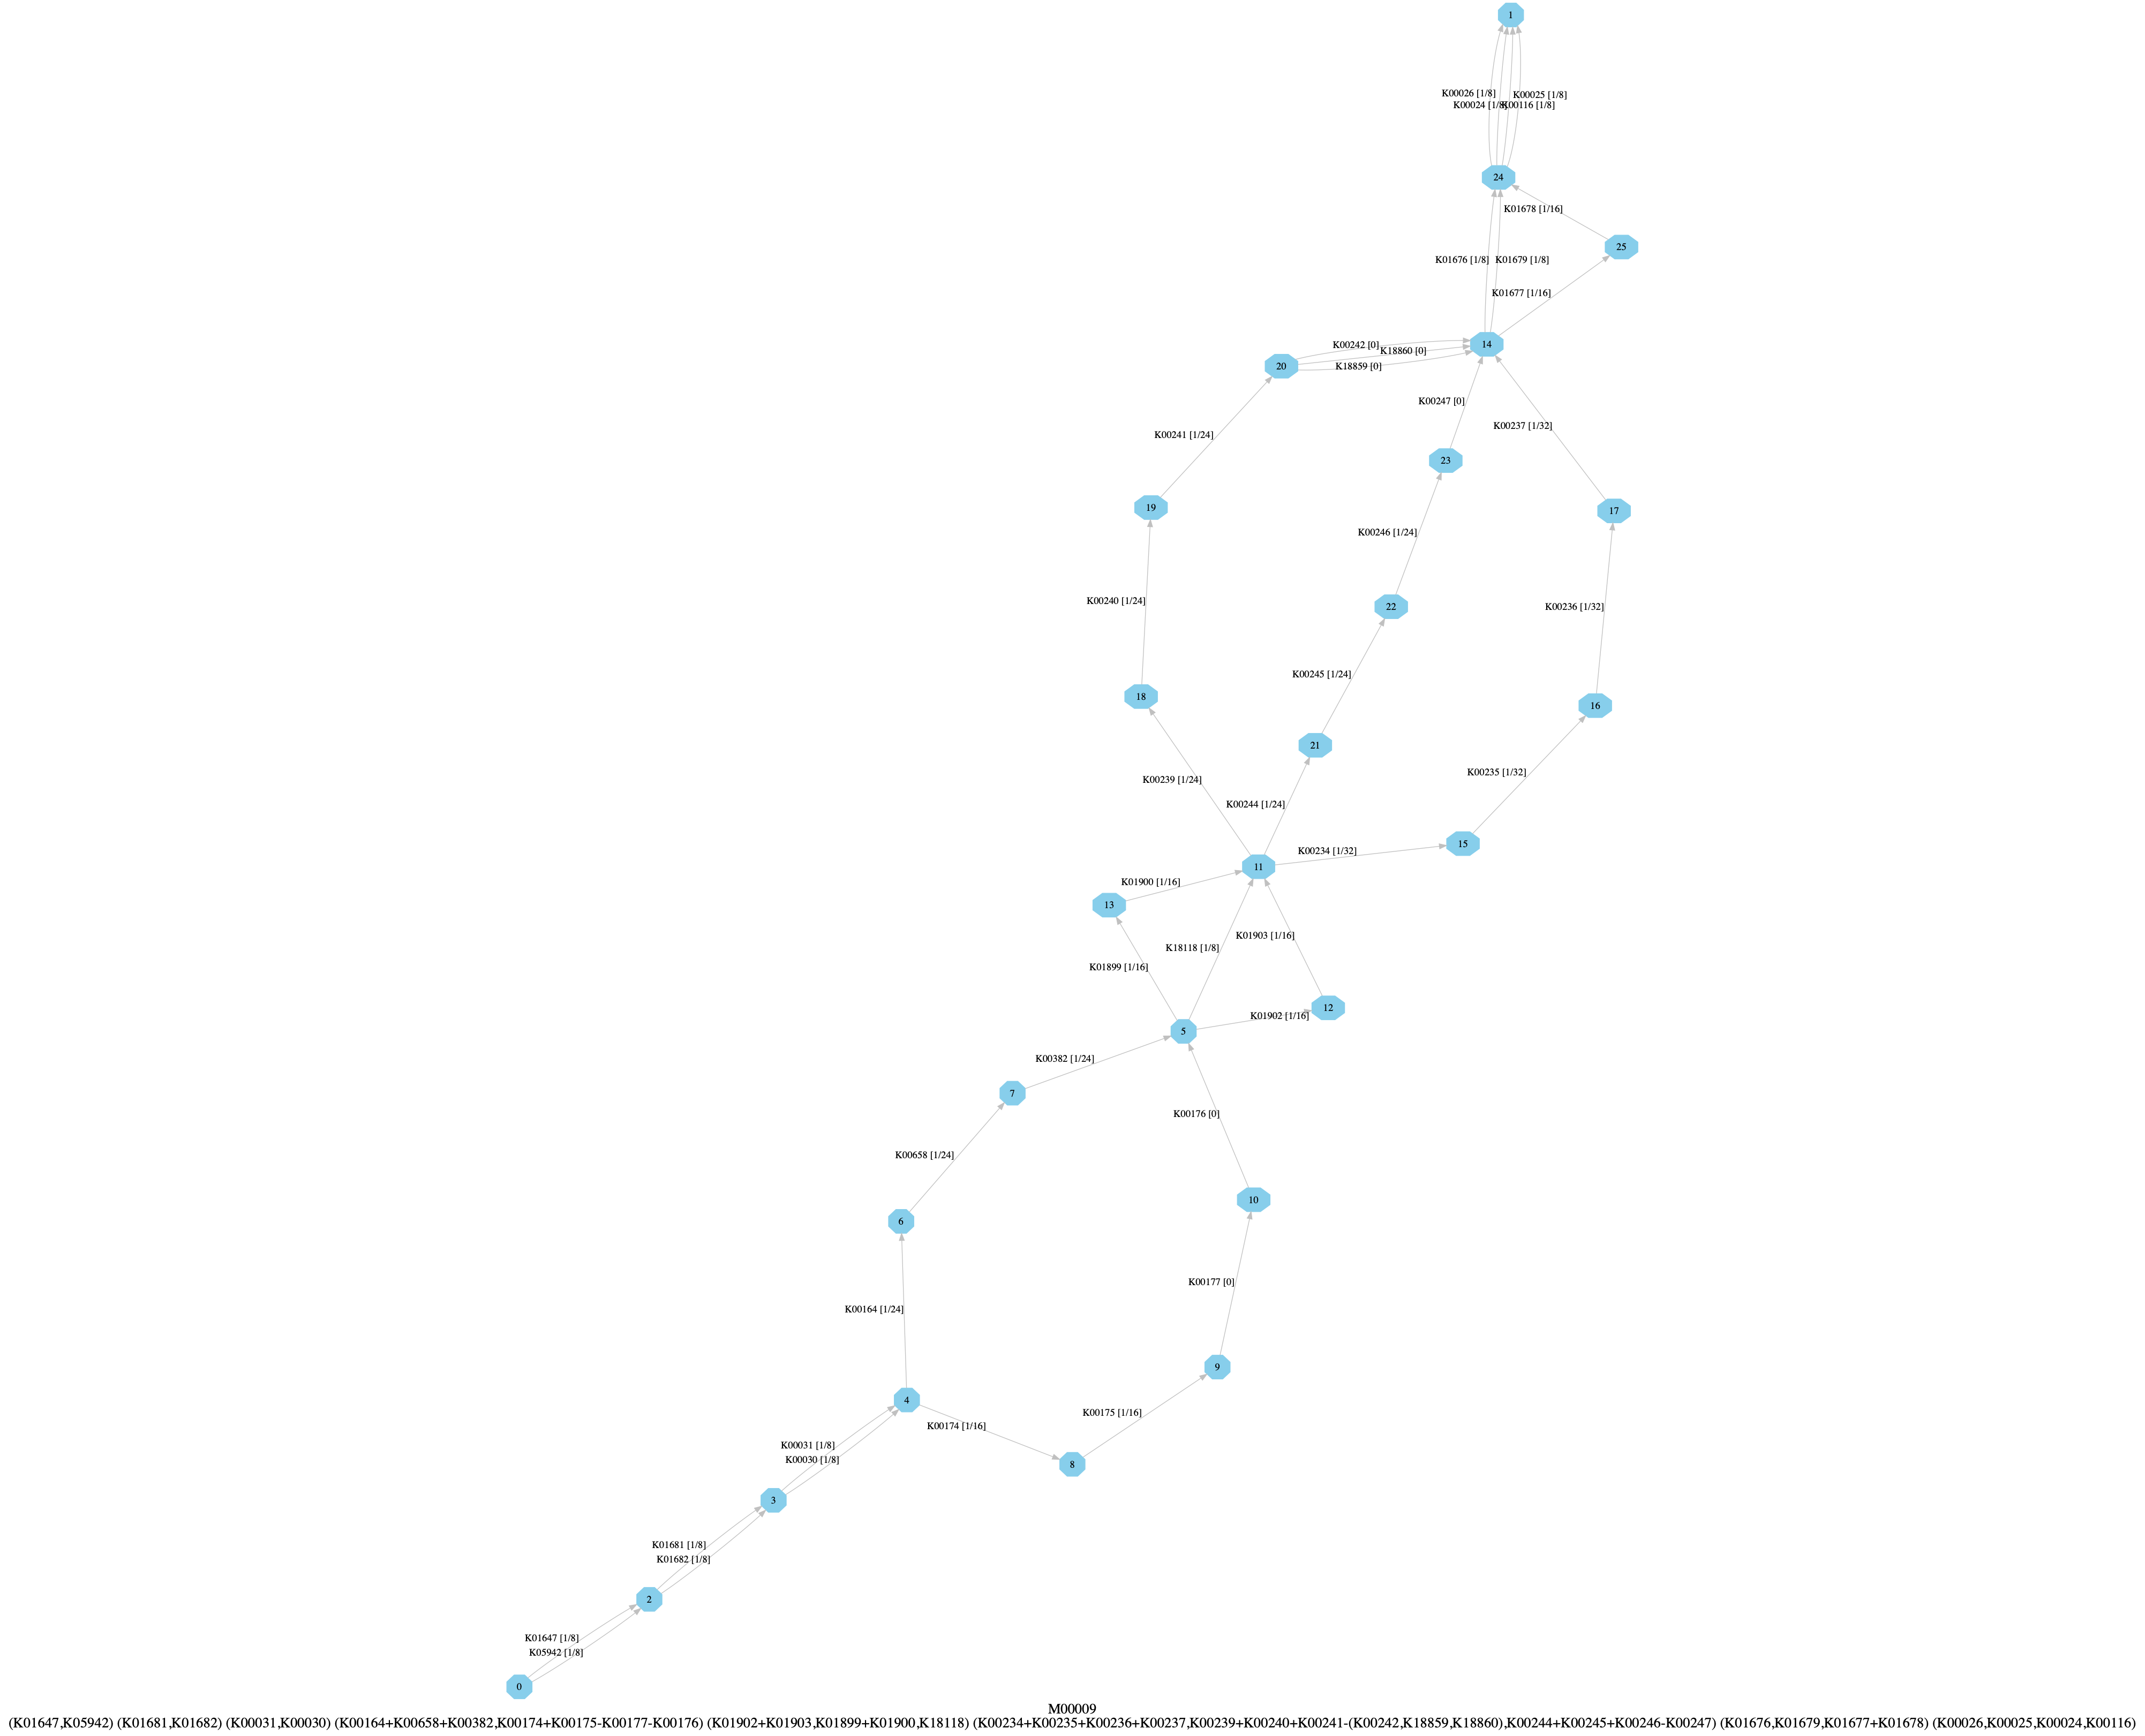 1
K00026 [1/8]
K00025 [1/8]
K00024 [1/8]
K00116 [1/8]
24
K01678 [1/16]
25
K01676 [1/8]
K01679 [1/8]
K01677 [1/16]
14
K00242 [0]
K18860 [0]
K18859 [0]
20
K00247 [0]
K00237 [1/32]
K00241 [1/24]
23
19
17
K00246 [1/24]
K00240 [1/24]
22
K00236 [1/32]
K00245 [1/24]
18
16
21
K00239 [1/24]
K00235 [1/32]
K00244 [1/24]
15
K00234 [1/32]
11
K01900 [1/16]
13
K18118 [1/8]
K01903 [1/16]
K01899 [1/16]
12
K01902 [1/16]
5
K00382 [1/24]
7
K00176 [0]
K00658 [1/24]
10
6
K00177 [0]
K00164 [1/24]
9
4
K00175 [1/16]
K00174 [1/16]
K00031 [1/8]
K00030 [1/8]
8
3
K01681 [1/8]
K01682 [1/8]
2
K01647 [1/8]
K05942 [1/8]
0
M00009
(K01647,K05942) (K01681,K01682) (K00031,K00030) (K00164+K00658+K00382,K00174+K00175-K00177-K00176) (K01902+K01903,K01899+K01900,K18118) (K00234+K00235+K00236+K00237,K00239+K00240+K00241-(K00242,K18859,K18860),K00244+K00245+K00246-K00247) (K01676,K01679,K01677+K01678) (K00026,K00025,K00024,K00116)